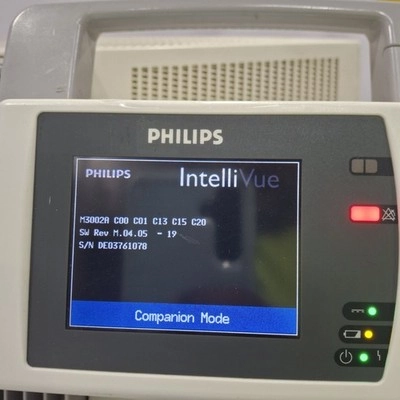 PHILIPS
PHILIPS IntelliVue
M3002A C00 C01 C13 C15 C20
SW Rev M.04.05 - 19
S/N DE03761078
Companion Mode